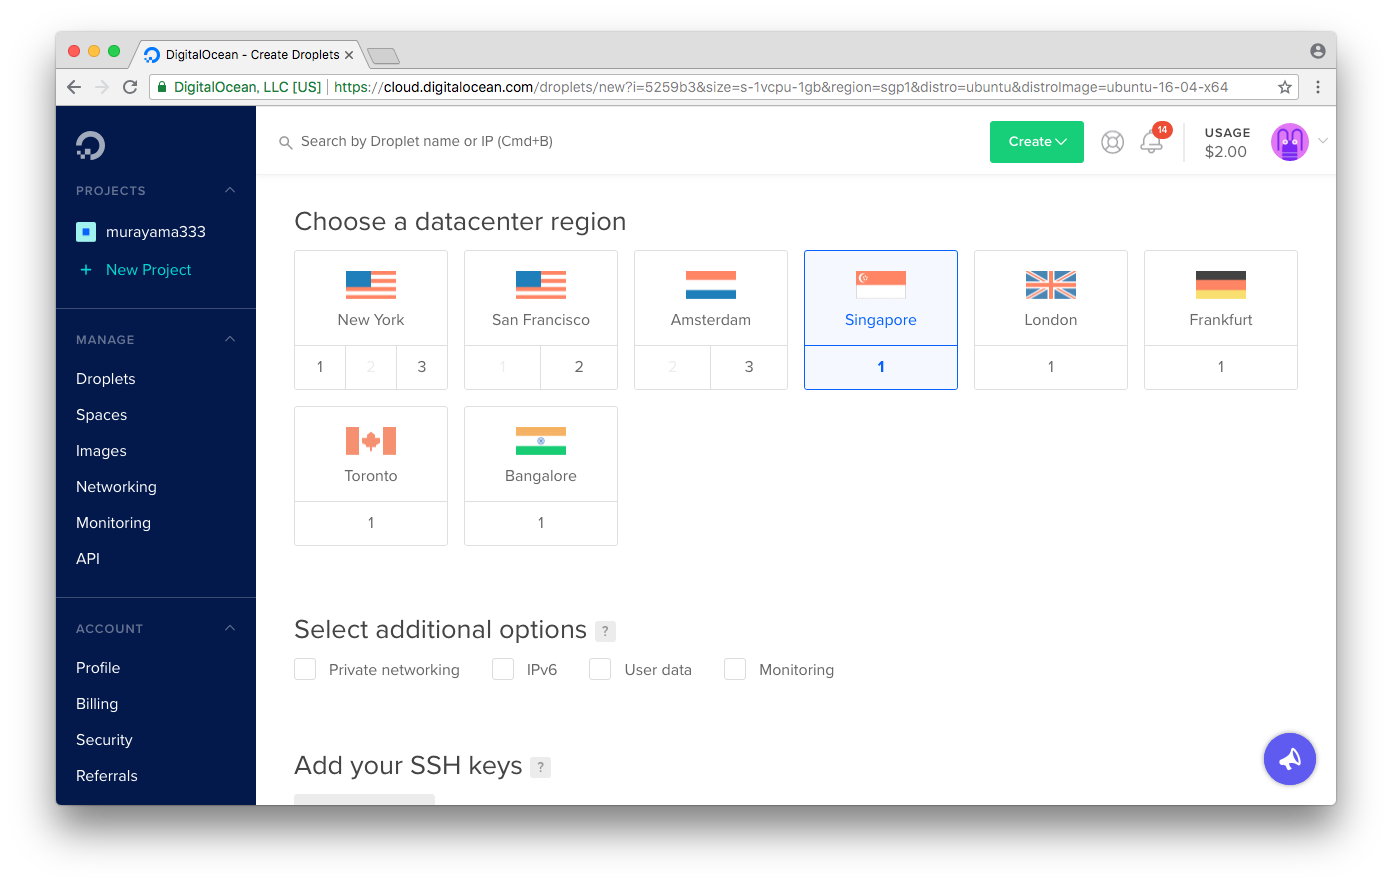 DigitalOcean - Create Droplets
DigitalOcean, LLC [US] https://cloud.digitalocean.com/droplets/new?i=5259b3&size=s-1vcpu-1gb&region=sgp1&distro=ubuntu&distroImage=ubuntu-16-04-x64
Search by Droplet name or IP (Cmd+B)
Create
14
USAGE
$2.00
PROJECTS
murayama333
+ New Project
MANAGE
Droplets
Spaces
Images
Networking
Monitoring
API
ACCOUNT
Profile
Billing
Security
Referrals
Choose a datacenter region
New York
1 2 3
San Francisco
1 2
Amsterdam
2 3
Singapore
1
London
1
Frankfurt
1
Toronto
1
Bangalore
1
Select additional options ?
Private networking IPv6 User data Monitoring
Add your SSH keys ?